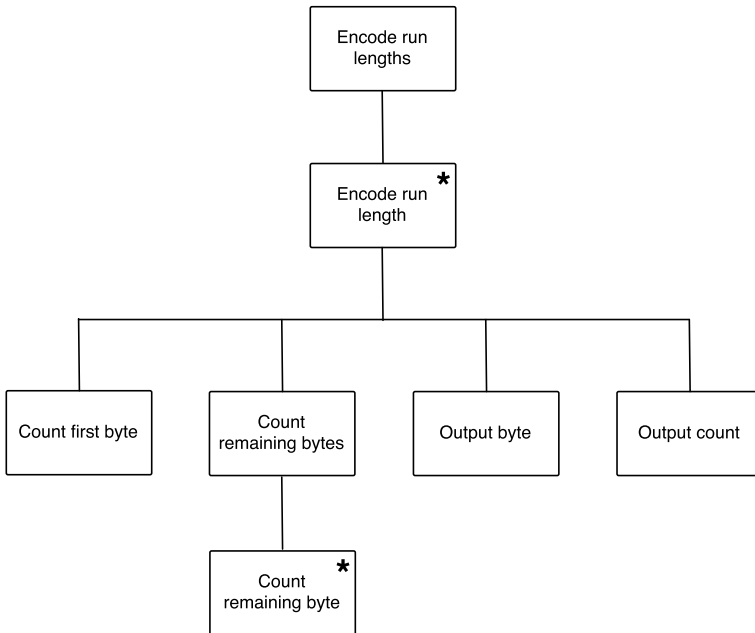 Encode run
lengths
*
Encode run
length
Count first byte
Count
remaining bytes
Output byte
Output count
*
Count
remaining byte